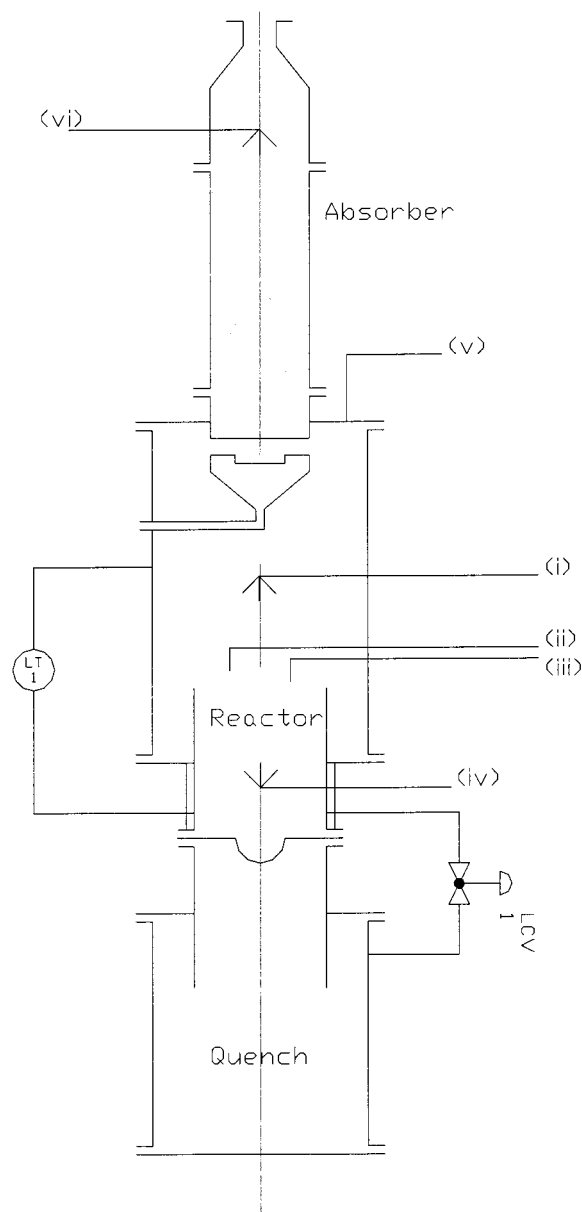 (vi)
Absorber
(v)
(i)
(ii)
(iii)
LT
1
Reactor
(iv)
LCV
1
Quench